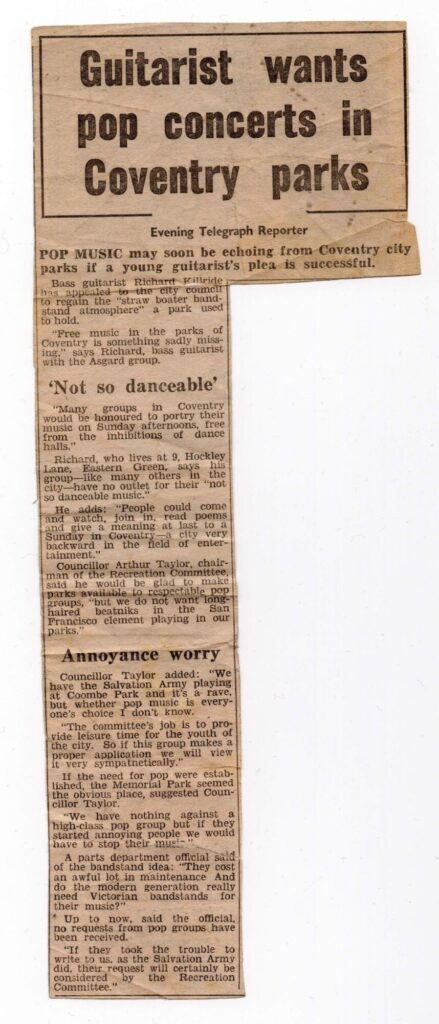 Guitarist wants
pop concerts in
Coventry parks
Evening Telegraph Reporter
POP MUSIC may soon be echoing from Coventry city
parks if a young guitarist's plea is successful.
Bass guitarist Richard Killride
has appealed to the city council
to regain the "straw boater band-
stand atmosphere" a park used
to hold.
"Free music in the parks of
Coventry is something sadly miss-
ing," says Richard, bass guitarist
with the Asgard group.
'Not so danceable'
"Many groups in Coventry
would be honoured to portry their
music on Sunday afternoons, free
from the inhibitions of dance
halls."
Richard, who lives at 9, Hockley
Lane, Eastern Green, says his
group—like many others in the
city—have no outlet for their "not
so danceable music."
He adds: "People could come
and watch, join in, read poems
and give a meaning at last to a
Sunday in Coventry—a city very
backward in the field of enter-
tainment."
Councillor Arthur Taylor, chair-
man of the Recreation Committee,
said he would be glad to make
parks available to respectable pop
groups, "but we do not want long-
haired beatniks in the San
Francisco element playing in our
parks."
Annoyance worry
Councillor Taylor added: "We
have the Salvation Army playing
at Coombe Park and it's a rave,
but whether pop music is every-
one's choice I don't know.
"The committee's job is to pro-
vide leisure time for the youth of
the city. So if this group makes a
proper application we will view
it very sympathetically."
If the need for pop were estab-
lished, the Memorial Park seemed
the obvious place, suggested Coun-
cillor Taylor.
"We have nothing against a
high-class pop group but if they
started annoying people we would
have to stop their music"
A parts department official said
of the bandstand idea: "They cost
an awful lot in maintenance And
do the modern generation really
need Victorian bandstands for
their music?"
Up to now, said the official,
no requests from pop groups have
been received.
"If they took the trouble to
write to us, as the Salvation Army
did, their request will certainly be
considered by the Recreation
Committee."